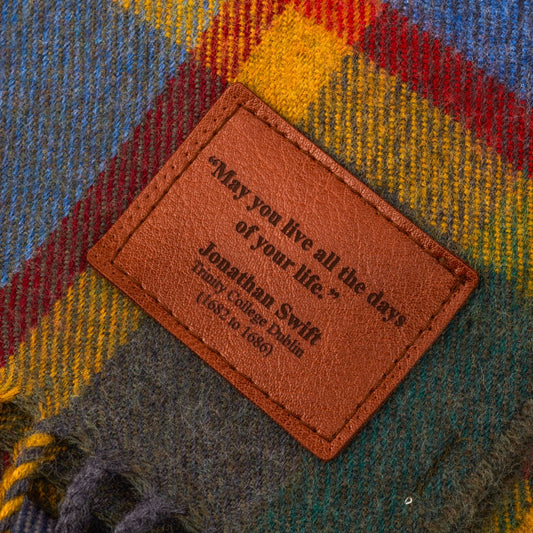 “May you live all the days
of your life.”
Jonathan Swift
Trinity College Dublin
(1682 to 1686)